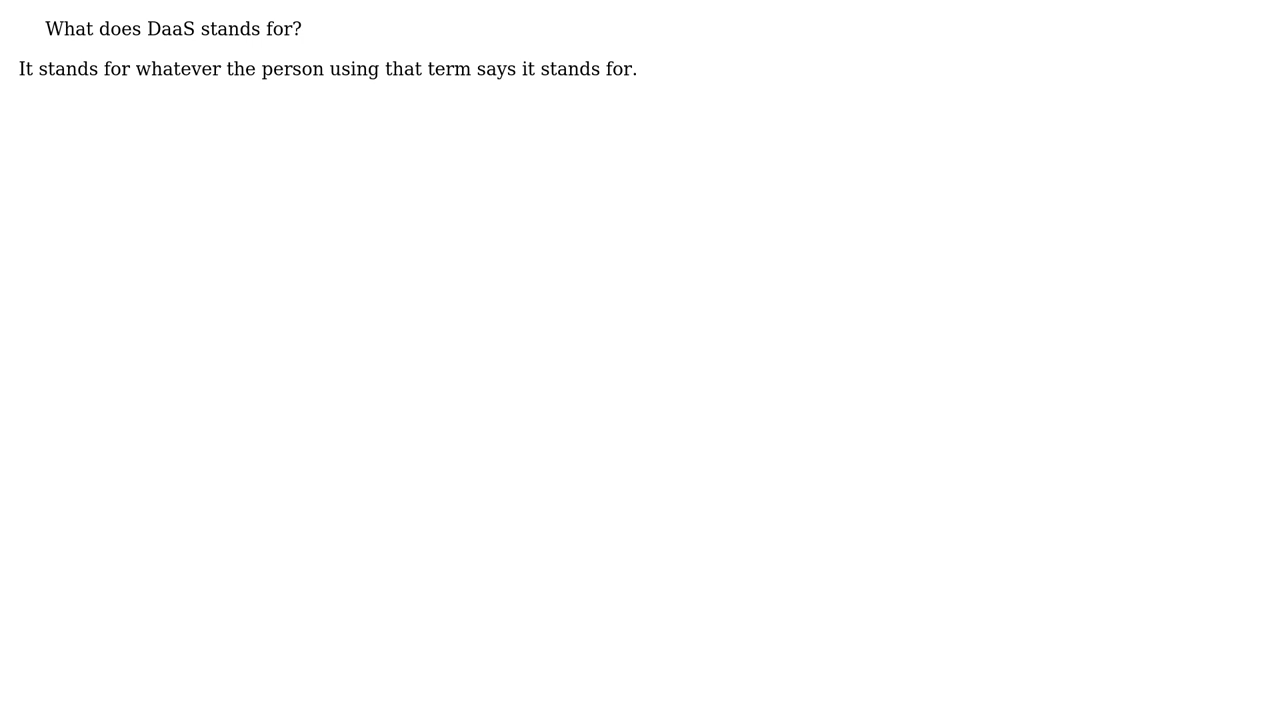 What does DaaS stands for?
It stands for whatever the person using that term says it stands for.